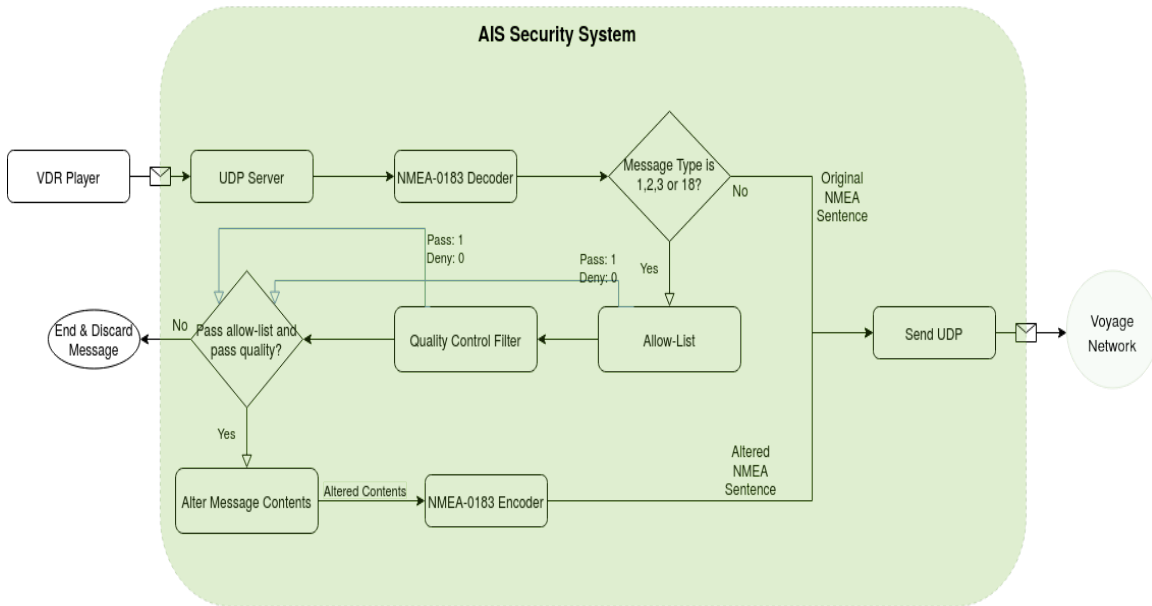 AIS Security System
VDR Player
UDP Server
NMEA-0183 Decoder
Message Type is
1,2,3 or 18?
No
Original
NMEA
Sentence
Yes
Pass: 1
Deny: 0
Pass: 1
Deny: 0
End & Discard
Message
No
Pass allow-list and
pass quality?
Quality Control Filter
Allow-List
Send UDP
Voyage
Network
Yes
Alter Message Contents
Altered Contents
NMEA-0183 Encoder
Altered
NMEA
Sentence